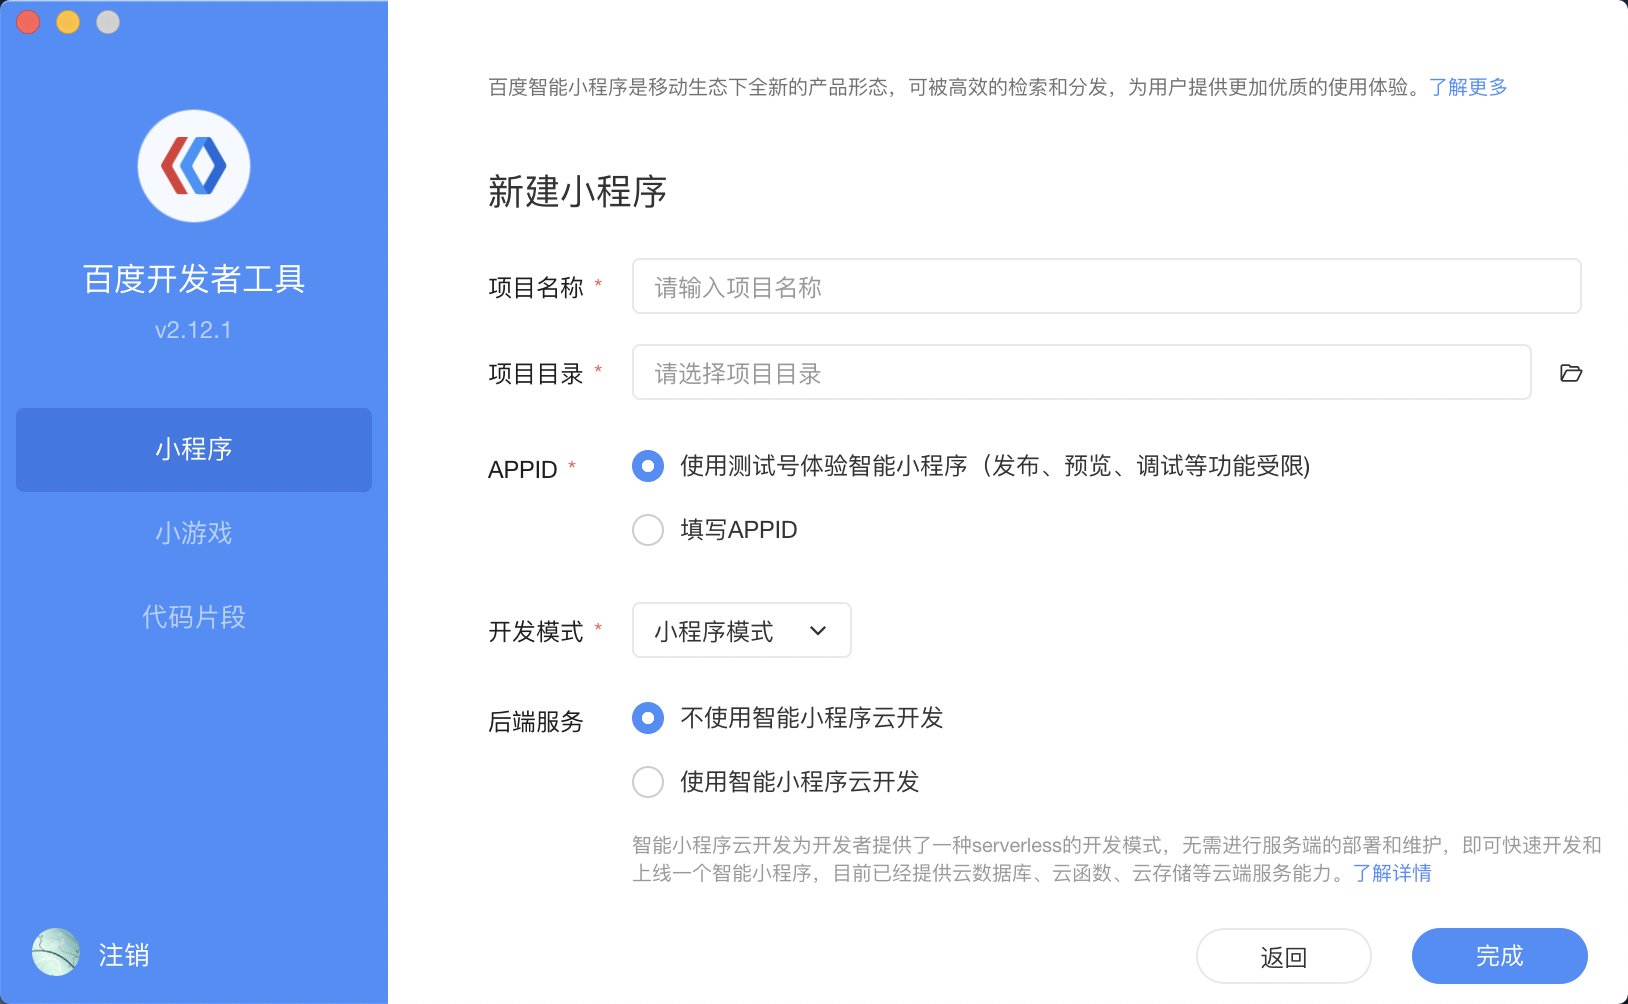 百度开发者工具
v2.12.1
小程序
小游戏
代码片段
注销
百度智能小程序是移动生态下全新的产品形态，可被高效的检索和分发，为用户提供更加优质的使用体验。了解更多
新建小程序
项目名称 * 请输入项目名称
项目目录 * 请选择项目目录
APPID * 使用测试号体验智能小程序（发布、预览、调试等功能受限)
填写APPID
开发模式 * 小程序模式
后端服务 不使用智能小程序云开发
使用智能小程序云开发
智能小程序云开发为开发者提供了一种serverless的开发模式，无需进行服务端的部署和维护，即可快速开发和
上线一个智能小程序，目前已经提供云数据库、云函数、云存储等云端服务能力。了解详情
返回 完成